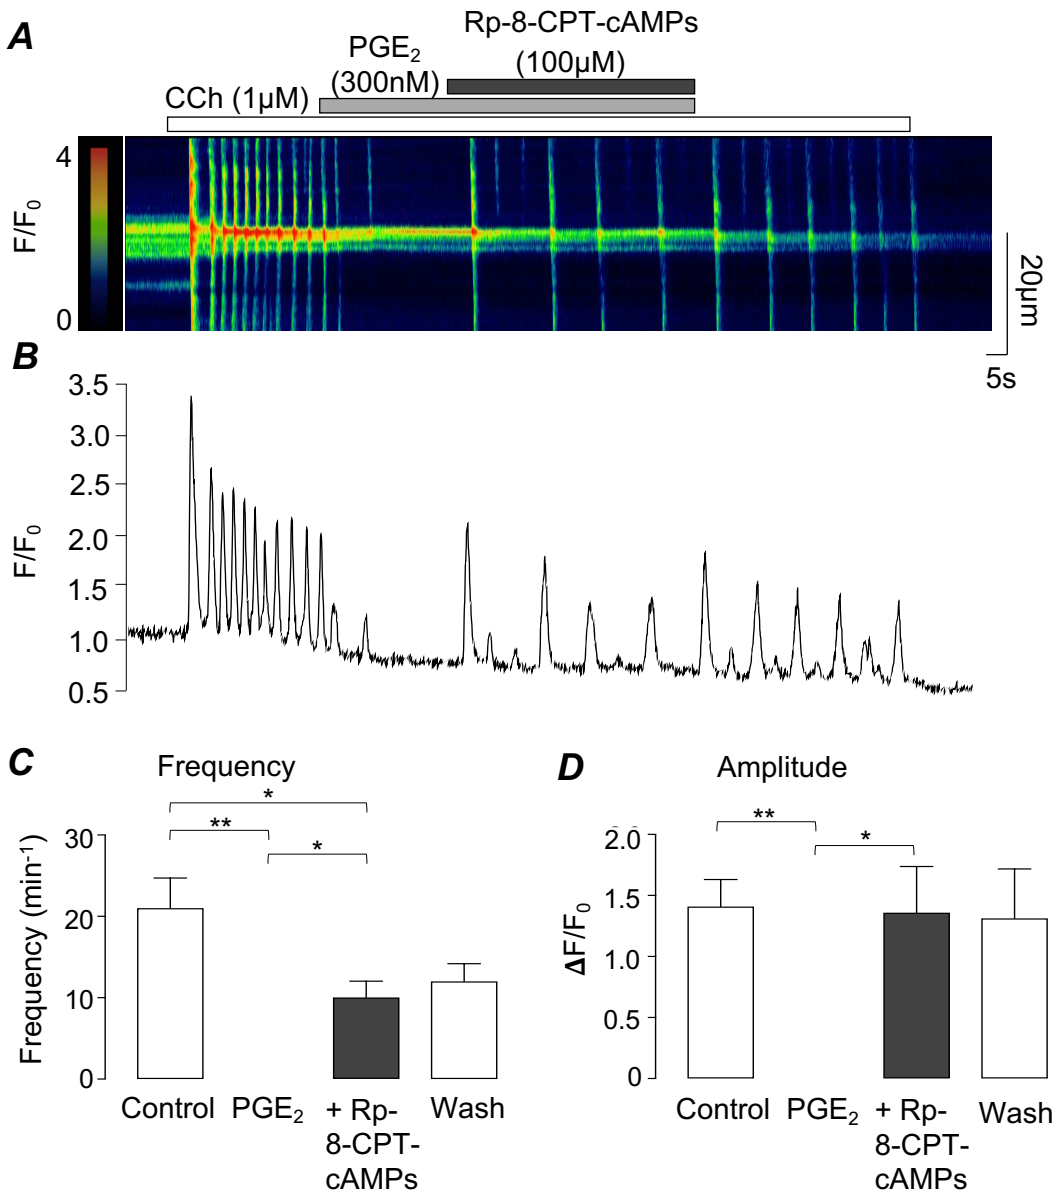 A
Rp-8-CPT-cAMPs
(100µM)
PGE₂
(300nM)
CCh (1µM)
4
F/F₀
0
20µm
5s
B
3.5
3.0
2.5
2.0
1.5
1.0
0.5
F/F₀
C
Frequency
*
**
*
30
20
10
0
Frequency (min⁻¹)
Control
PGE₂
+ Rp-
8-CPT-
cAMPs
Wash
D
Amplitude
**
*
2.0
1.5
1.0
0.5
0
ΔF/F₀
Control
PGE₂
+ Rp-
8-CPT-
cAMPs
Wash